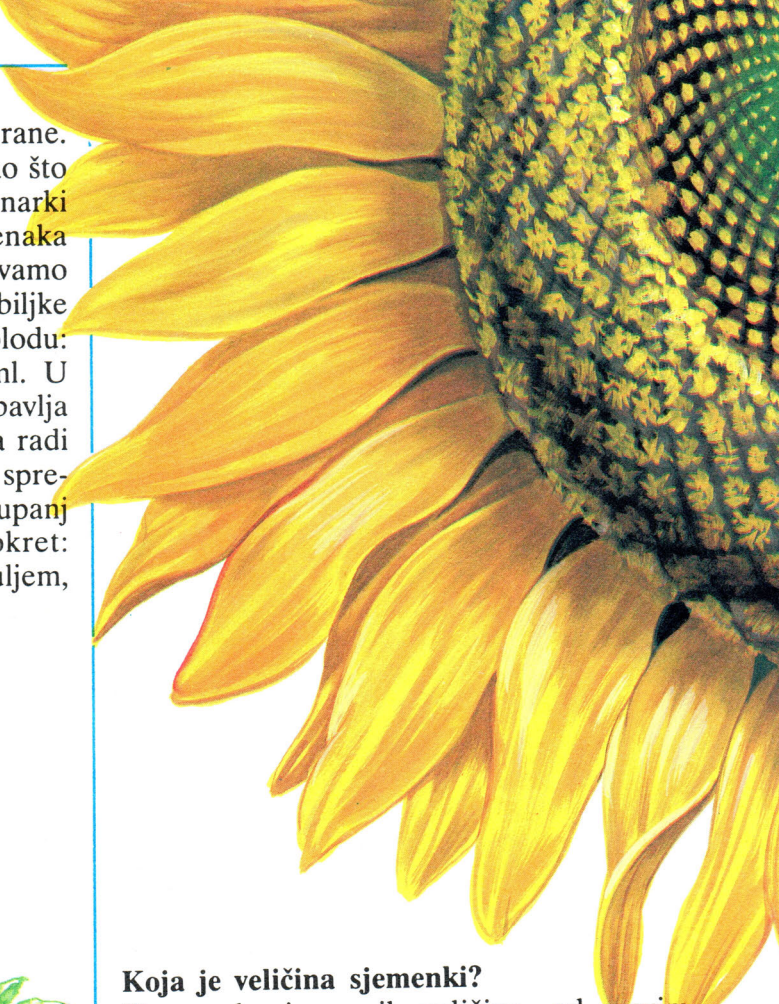 rane.
o što
narki
enaka
vamo
biljke
lodu:
nl. U
pavlja
a radi
spre-
upanj
okret:
uljem,
Koja je veličina sjemenki?